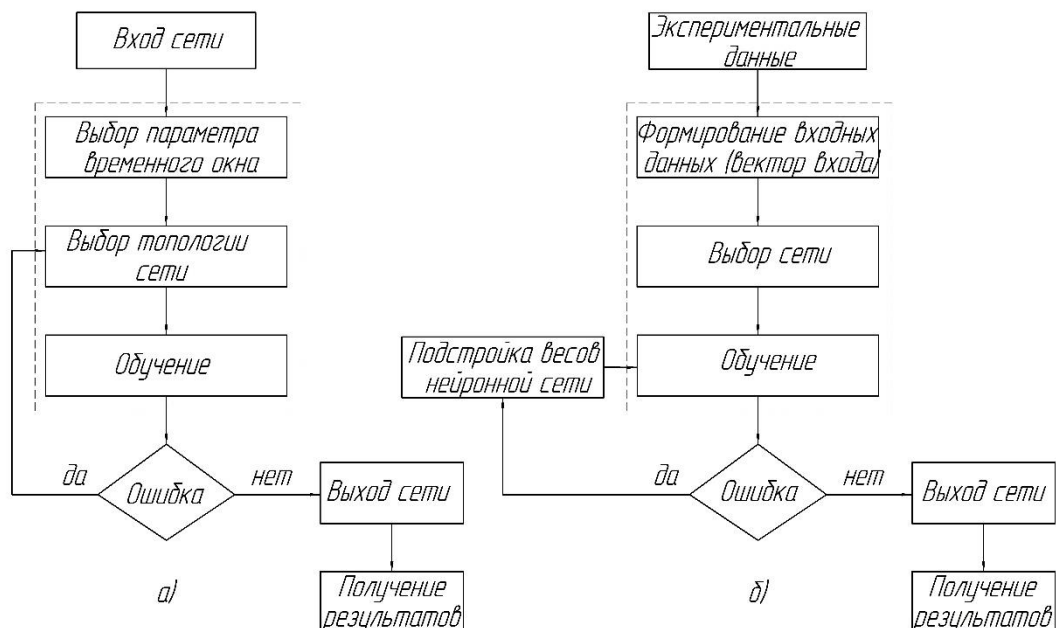 Вход сети
Выбор параметра
временного окна
Выбор топологии
сети
Обучение
да
Ошибка
нет
Выход сети
Получение
результатов
а)
Экспериментальные
данные
Формирование входных
данных (вектор входа)
Выбор сети
Подстройка весов
нейронной сети
Обучение
да
Ошибка
нет
Выход сети
Получение
результатов
б)